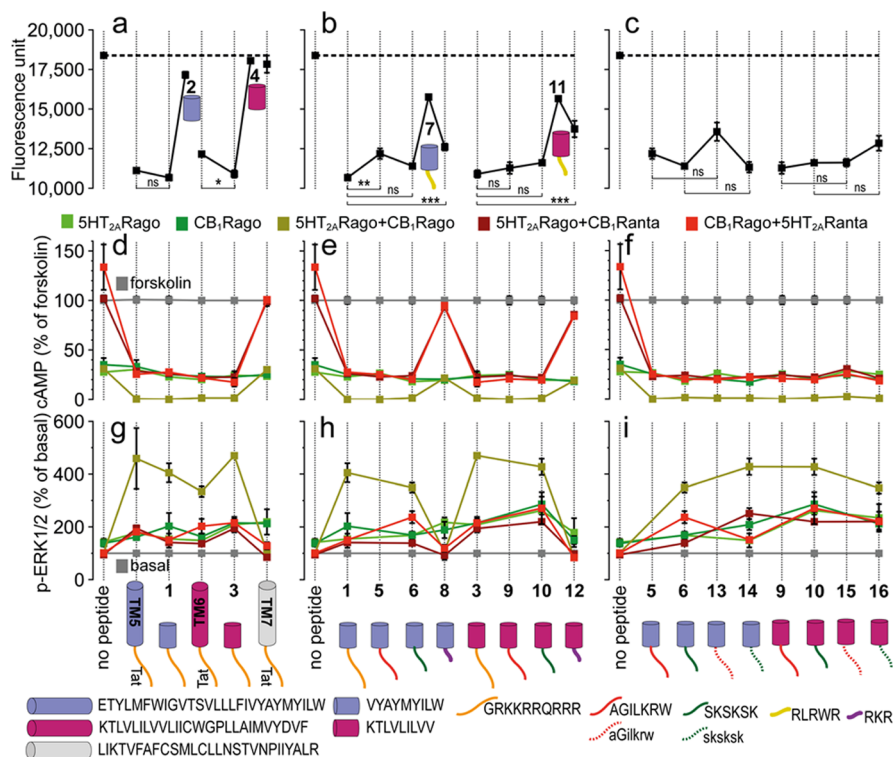 a b c
Fluorescence unit
20,000
17,500
15,000
12,500
10,000
2
4
ns
*
7
11
**
ns
***
ns
ns
***
ns
ns
ns
ns
5HT2ARago CB1Rago 5HT2ARago+CB1Rago 5HT2ARago+CB1Ranta CB1Rago+5HT2ARanta
d e f
cAMP (% of forskolin)
150
100
50
0
forskolin
g h i
p-ERK1/2 (% of basal)
600
400
200
0
basal
no peptide TM5 1 TM6 3 TM7
Tat Tat Tat
no peptide 1 5 6 8 3 9 10 12
no peptide 5 6 13 14 9 10 15 16
ETYLMFWIGVTSVLLLFIVYAYMYILW VYAYMYILW GRKKRRQRRR AGILKRW SKSKSK RLRWR RKR
KTLVLILVVLIICWGPLLAIMVYDVF KTLVLILVV aGilkrw sksksk
LIKTVFAFCSMLCLLNSTVNPIIYALR